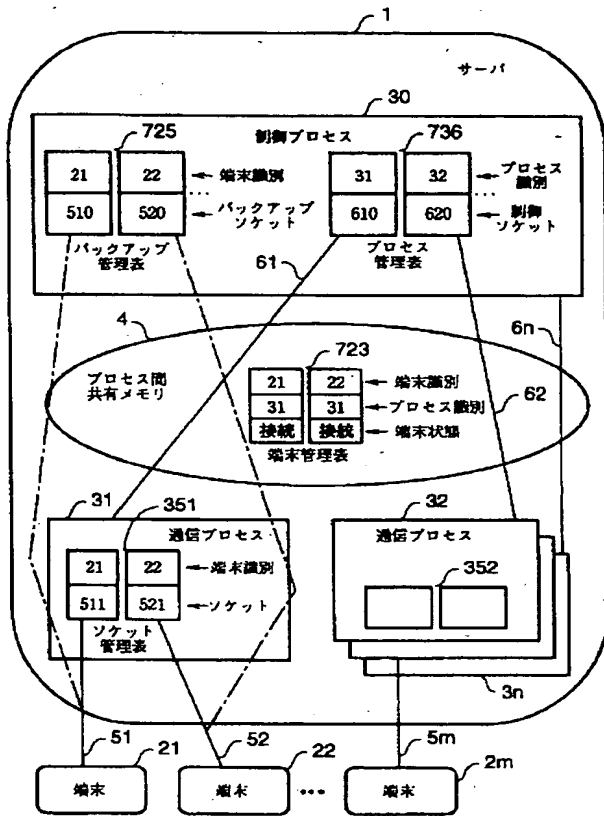 1
サーバ
30
制御プロセス
725
736
21 22 端末識別
510 520 バックアップソケット
バックアップ
管理表
31 32 プロセス
識別
610 620 制御
ソケット
プロセス
管理表
61
4
プロセス間
共有メモリ
723
21 22 端末識別
31 31 プロセス識別
接続 接続 端末状態
端末管理表
62
6n
31
351
通信プロセス
21 22 端末識別
511 521 ソケット
ソケット
管理表
32
通信プロセス
352
3n
51
21
52
22
5m
2m
端末
端末
...
端末